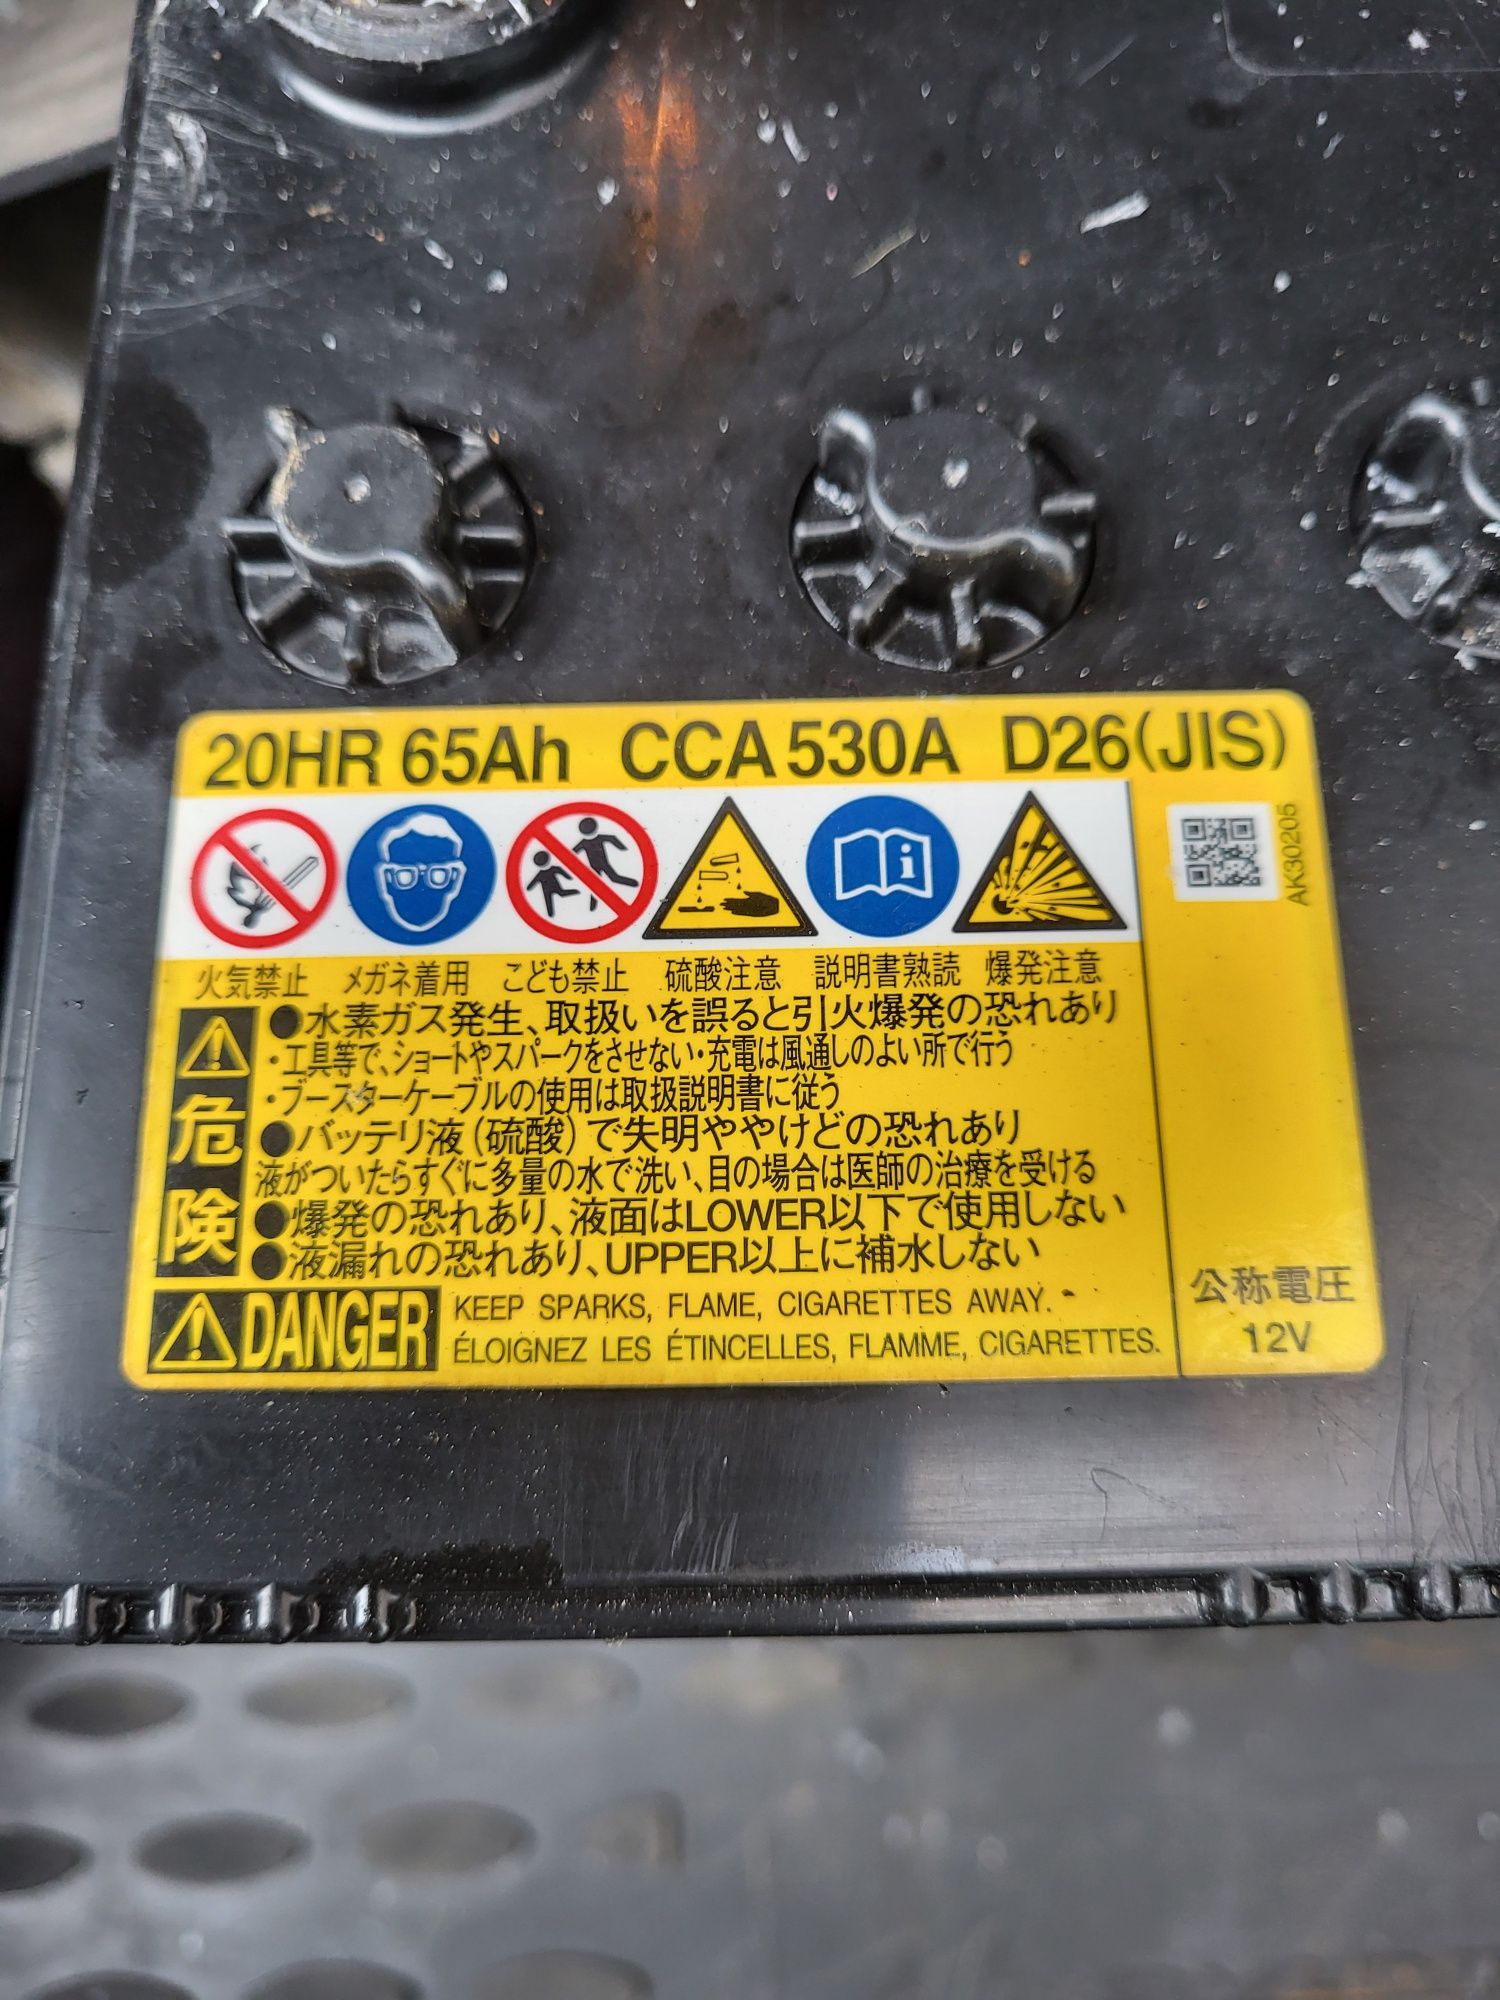 20HR 65Ah CCA 530A D26(JIS)
AK30205
火気禁止 メガネ着用 こども禁止 硫酸注意 説明書熟読 爆発注意
危険
●水素ガス発生、取扱いを誤ると引火爆発の恐れあり
・工具等で、ショートやスパークをさせない・充電は風通しのよい所で行う
・ブースターケーブルの使用は取扱説明書に従う
●バッテリ液(硫酸)で失明ややけどの恐れあり
液がついたらすぐに多量の水で洗い、目の場合は医師の治療を受ける
●爆発の恐れあり、液面はLOWER以下で使用しない
●液漏れの恐れあり、UPPER以上に補水しない
DANGER
KEEP SPARKS, FLAME, CIGARETTES AWAY.
ÉLOIGNEZ LES ÉTINCELLES, FLAMME, CIGARETTES.
公称電圧
12V